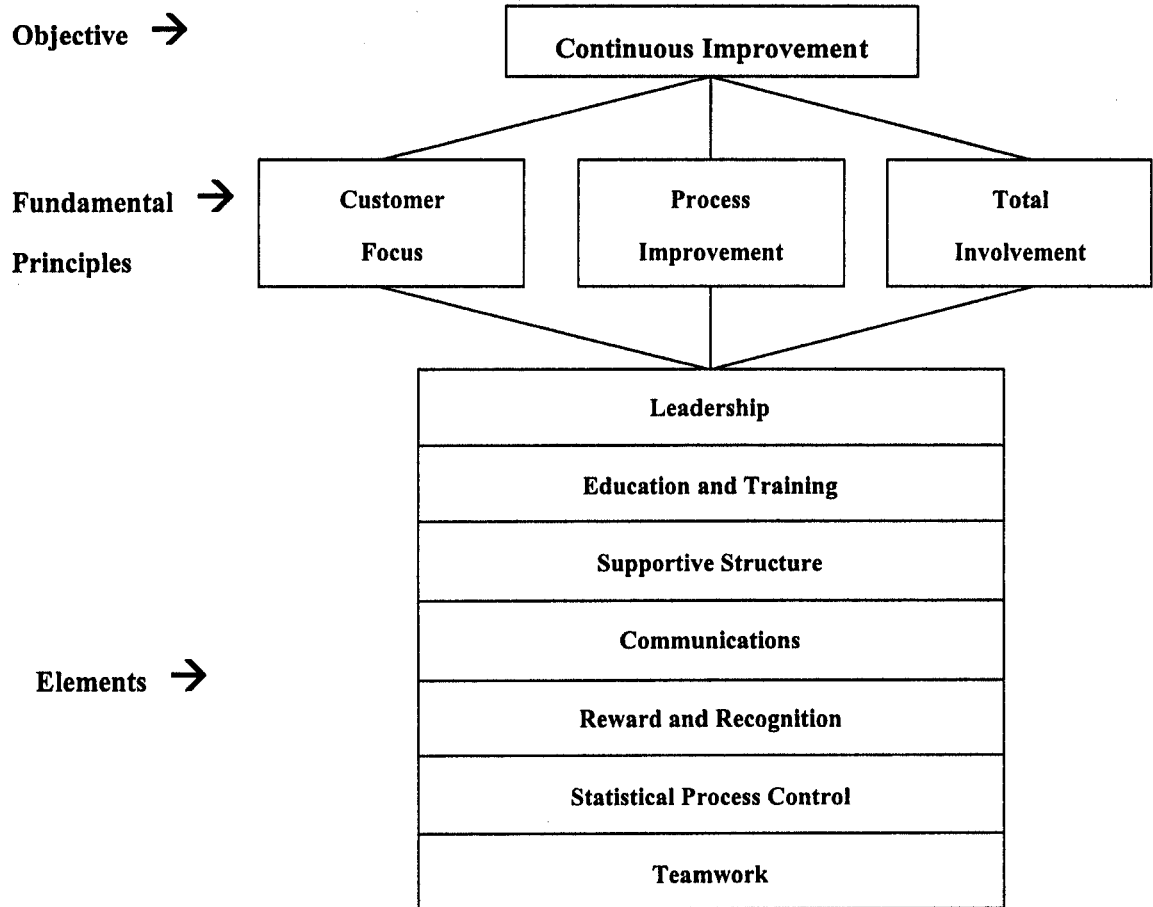 Objective →
Continuous Improvement
Fundamental →
Principles
Customer
Focus
Process
Improvement
Total
Involvement
Elements →
Leadership
Education and Training
Supportive Structure
Communications
Reward and Recognition
Statistical Process Control
Teamwork